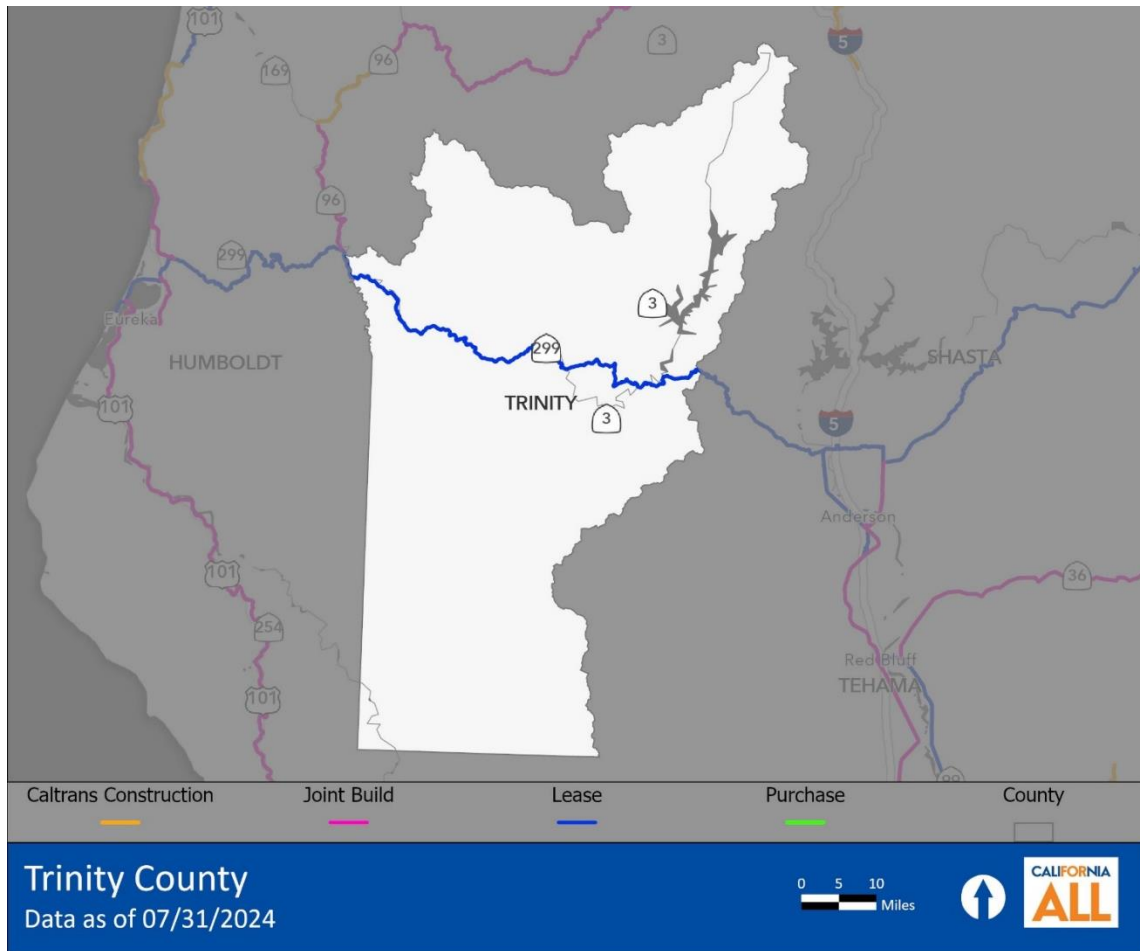 101
5
3
96
169
96
299
3
Eureka
299
SHASTA
HUMBOLDT
TRINITY
3
101
5
Anderson
101
36
254
Red Bluff
TEHAMA
101
99
Caltrans Construction
Joint Build
Lease
Purchase
County
Trinity County
Data as of 07/31/2024
0 5 10
Miles
CALIFORNIA
ALL